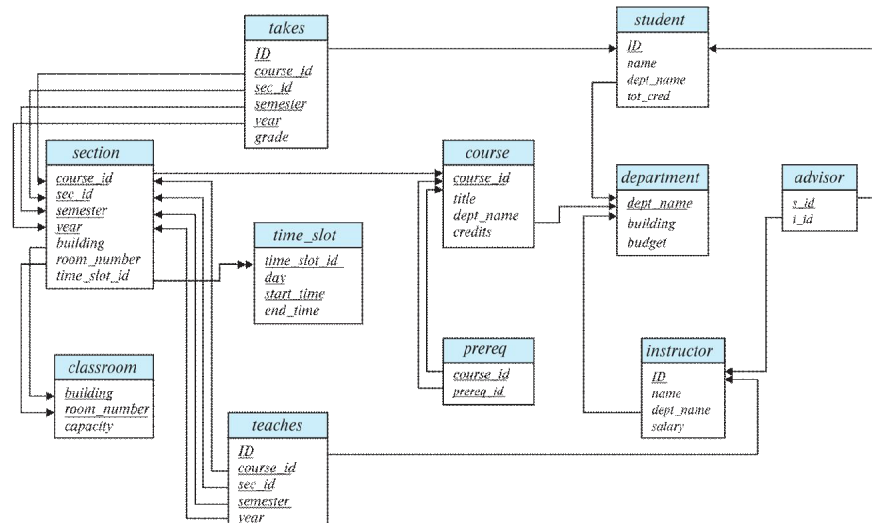 takes
ID
course_id
sec_id
semester
year
grade
student
ID
name
dept_name
tot_cred
section
course_id
sec_id
semester
year
building
room_number
time_slot_id
course
course_id
title
dept_name
credits
department
dept_name
building
budget
advisor
s_id
i_id
time_slot
time_slot_id
day
start_time
end_time
prereq
course_id
prereq_id
instructor
ID
name
dept_name
salary
classroom
building
room_number
capacity
teaches
ID
course_id
sec_id
semester
year